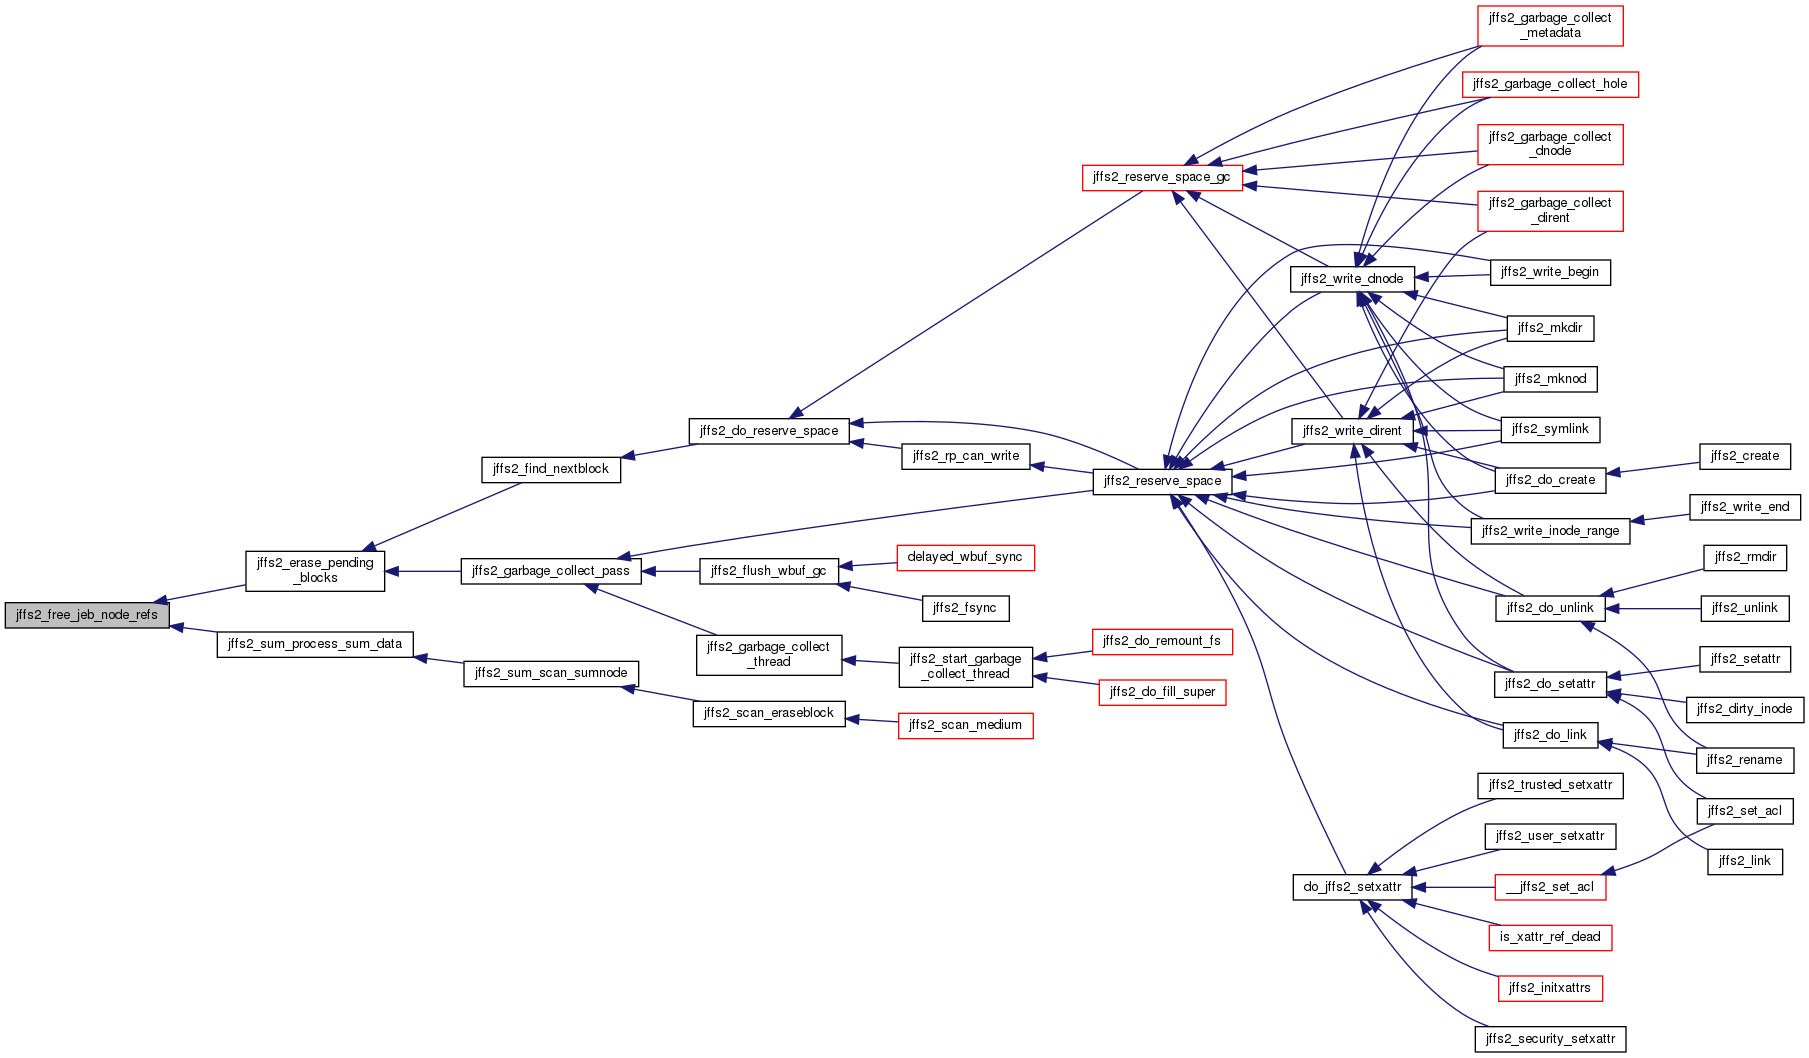 jffs2_garbage_collect
_metadata
jffs2_garbage_collect_hole
jffs2_garbage_collect
_dnode
jffs2_reserve_space_gc
jffs2_garbage_collect
_dirent
jffs2_write_dnode
jffs2_write_begin
jffs2_mkdir
jffs2_mknod
jffs2_do_reserve_space
jffs2_write_dirent
jffs2_symlink
jffs2_rp_can_write
jffs2_create
jffs2_find_nextblock
jffs2_reserve_space
jffs2_do_create
jffs2_write_end
jffs2_write_inode_range
jffs2_erase_pending
_blocks
jffs2_garbage_collect_pass
jffs2_flush_wbuf_gc
delayed_wbuf_sync
jffs2_rmdir
jffs2_fsync
jffs2_do_unlink
jffs2_unlink
jffs2_free_jeb_node_refs
jffs2_sum_process_sum_data
jffs2_garbage_collect
_thread
jffs2_do_remount_fs
jffs2_start_garbage
_collect_thread
jffs2_setattr
jffs2_sum_scan_sumnode
jffs2_do_fill_super
jffs2_do_setattr
jffs2_dirty_inode
jffs2_scan_eraseblock
jffs2_scan_medium
jffs2_do_link
jffs2_rename
jffs2_trusted_setxattr
jffs2_set_acl
jffs2_user_setxattr
jffs2_link
do_jffs2_setxattr
__jffs2_set_acl
is_xattr_ref_dead
jffs2_initxattrs
jffs2_security_setxattr